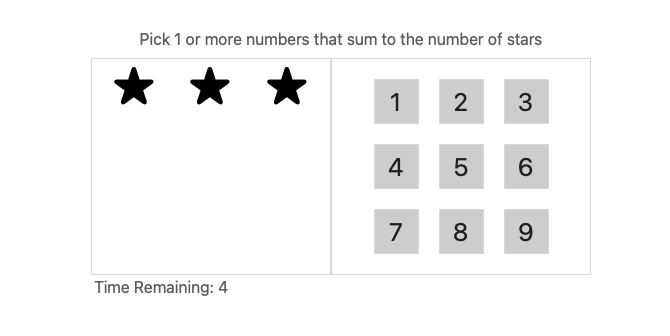 Pick 1 or more numbers that sum to the number of stars
1 2 3
4 5 6
7 8 9
Time Remaining: 4